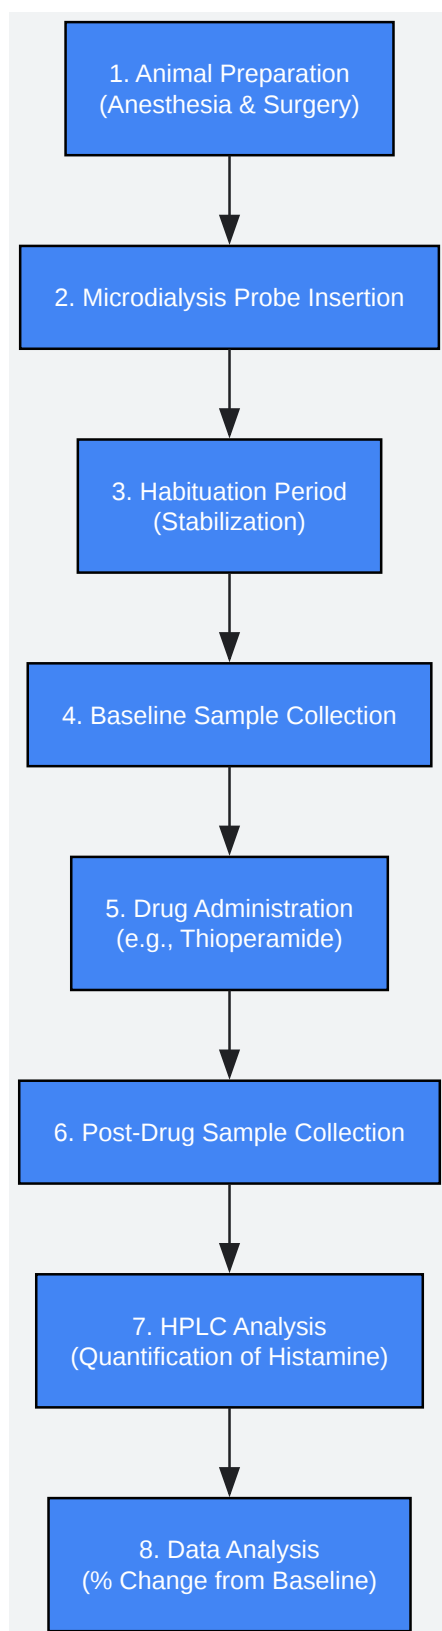 1. Animal Preparation
(Anesthesia & Surgery)
2. Microdialysis Probe Insertion
3. Habituation Period
(Stabilization)
4. Baseline Sample Collection
5. Drug Administration
(e.g., Thioperamide)
6. Post-Drug Sample Collection
7. HPLC Analysis
(Quantification of Histamine)
8. Data Analysis
(% Change from Baseline)